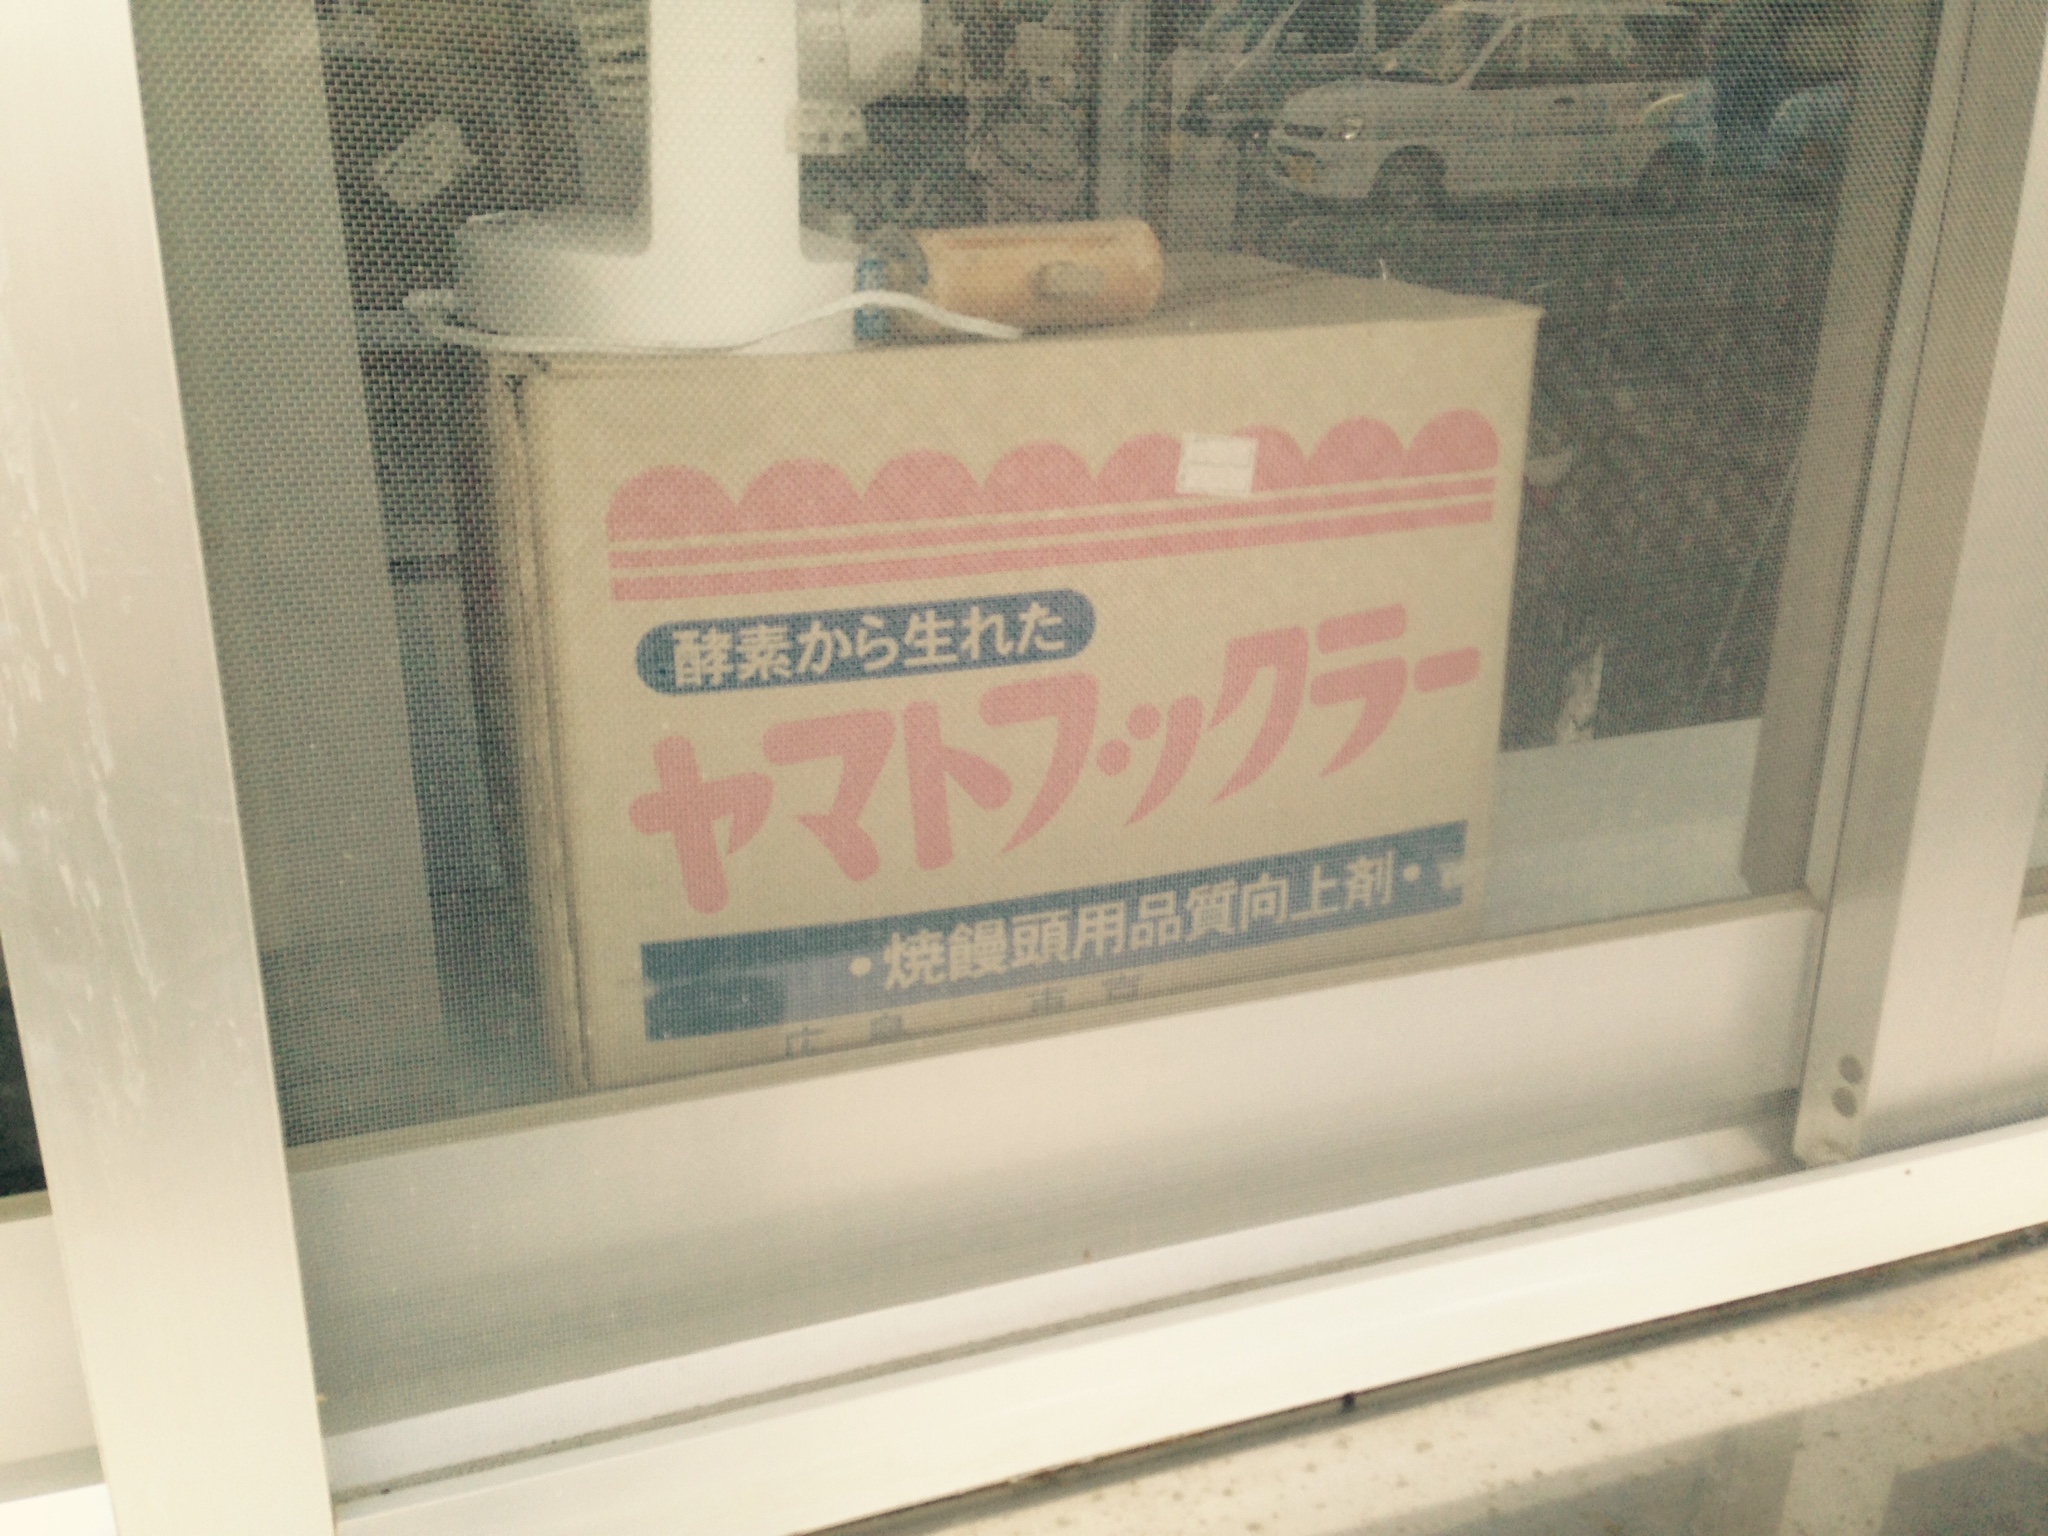 酵素から生れた
ヤマトフックラー
・焼饅頭用品質向上剤・